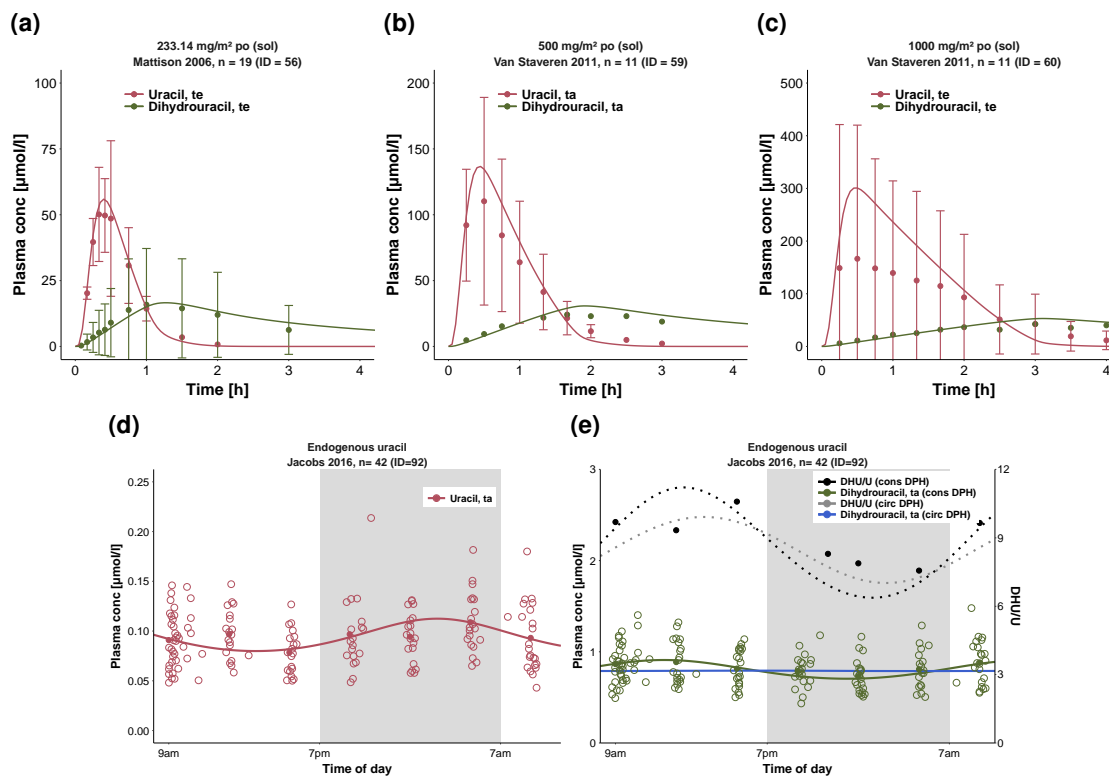 (a)
233.14 mg/m² po (sol)
Mattison 2006, n = 19 (ID = 56)
Uracil, te
Dihydrouracil, te
Plasma conc [µmol/l]
100
75
50
25
0
0 1 2 3 4
Time [h]
(b)
500 mg/m² po (sol)
Van Staveren 2011, n = 11 (ID = 59)
Uracil, ta
Dihydrouracil, ta
Plasma conc [µmol/l]
200
150
100
50
0
0 1 2 3 4
Time [h]
(c)
1000 mg/m² po (sol)
Van Staveren 2011, n = 11 (ID = 60)
Uracil, te
Dihydrouracil, te
Plasma conc [µmol/l]
500
400
300
200
100
0
0 1 2 3 4
Time [h]
(d)
Endogenous uracil
Jacobs 2016, n= 42 (ID=92)
Uracil, ta
Plasma conc [µmol/l]
0.25
0.20
0.15
0.10
0.05
0.00
9am 7pm 7am
Time of day
(e)
Endogenous uracil
Jacobs 2016, n= 42 (ID=92)
DHU/U (cons DPH)
Dihydrouracil, ta (cons DPH)
DHU/U (circ DPH)
Dihydrouracil, ta (circ DPH)
Plasma conc [µmol/l]
3
2
1
0
12
9
6
3
0
DHU/U
9am 7pm 7am
Time of day